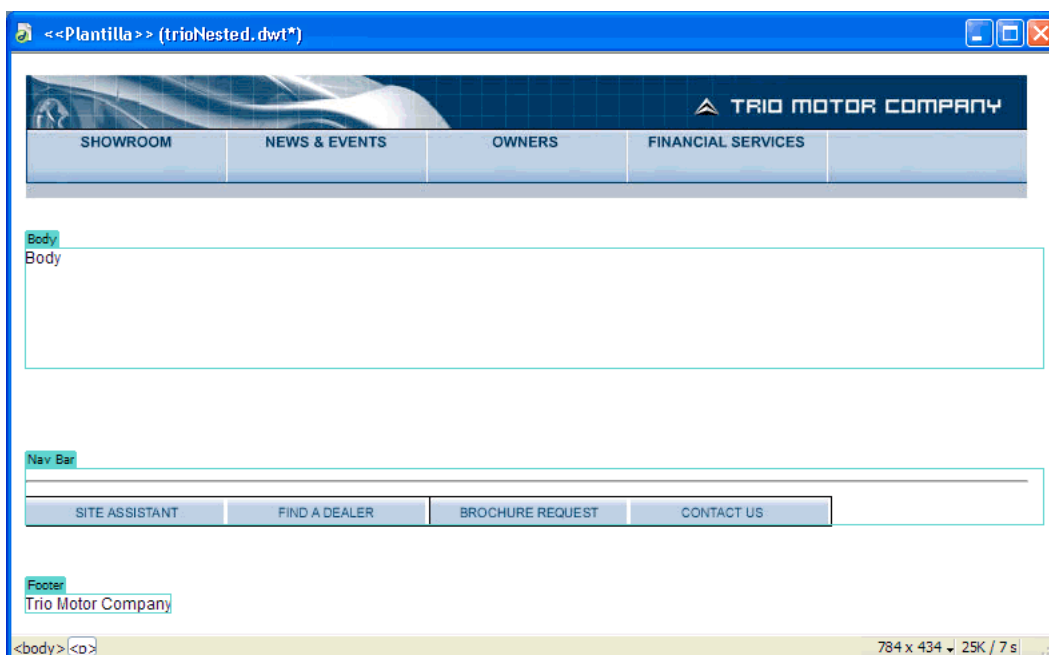 <<Plantilla>> (trioNested.dwt*)
TRIO MOTOR COMPANY
SHOWROOM NEWS & EVENTS OWNERS FINANCIAL SERVICES
Body
Body
Nav Bar
SITE ASSISTANT FIND A DEALER BROCHURE REQUEST CONTACT US
Footer
Trio Motor Company
<body> <p> 784 x 434 25K / 7 s